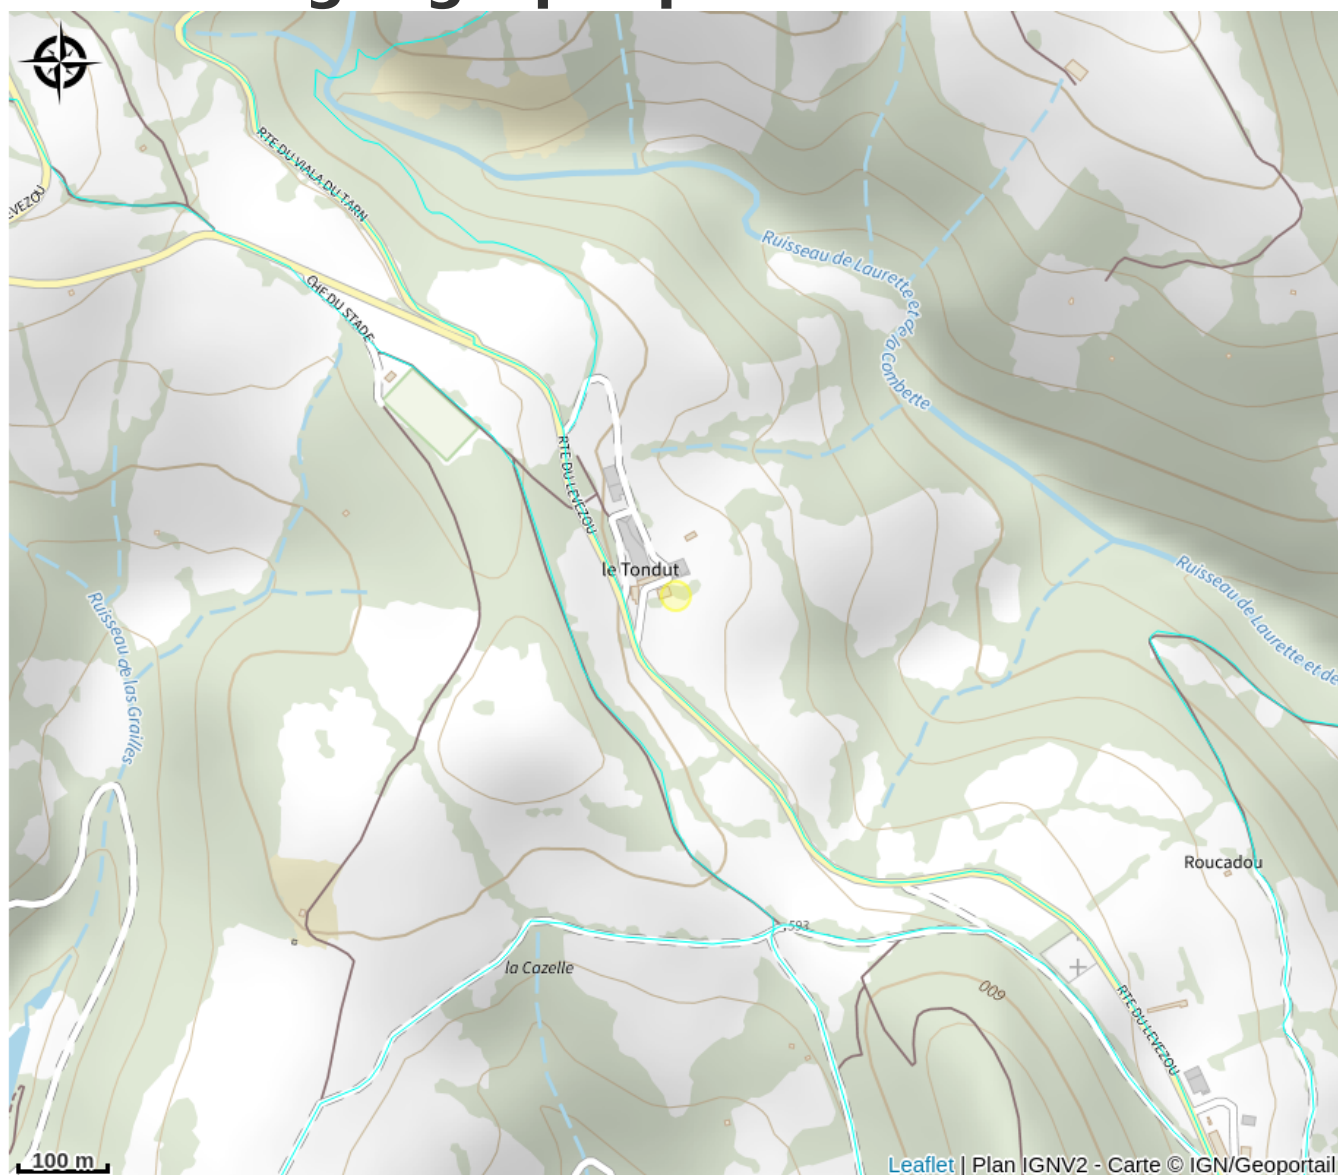 RTE DU VIALA DU TARN
LEVEZOU
CHE DU STADE
Ruisseau de Laurette et de la Combette
RTE DU LEVEZOU
le Tondut
Ruisseau de Laurette et de
Ruisseau de las Grailles
Roucadou
593
la Cazelle
600
RTE DU LEVEZOU
100 m
Leaflet | Plan IGNV2 - Carte © IGN/Geoportail